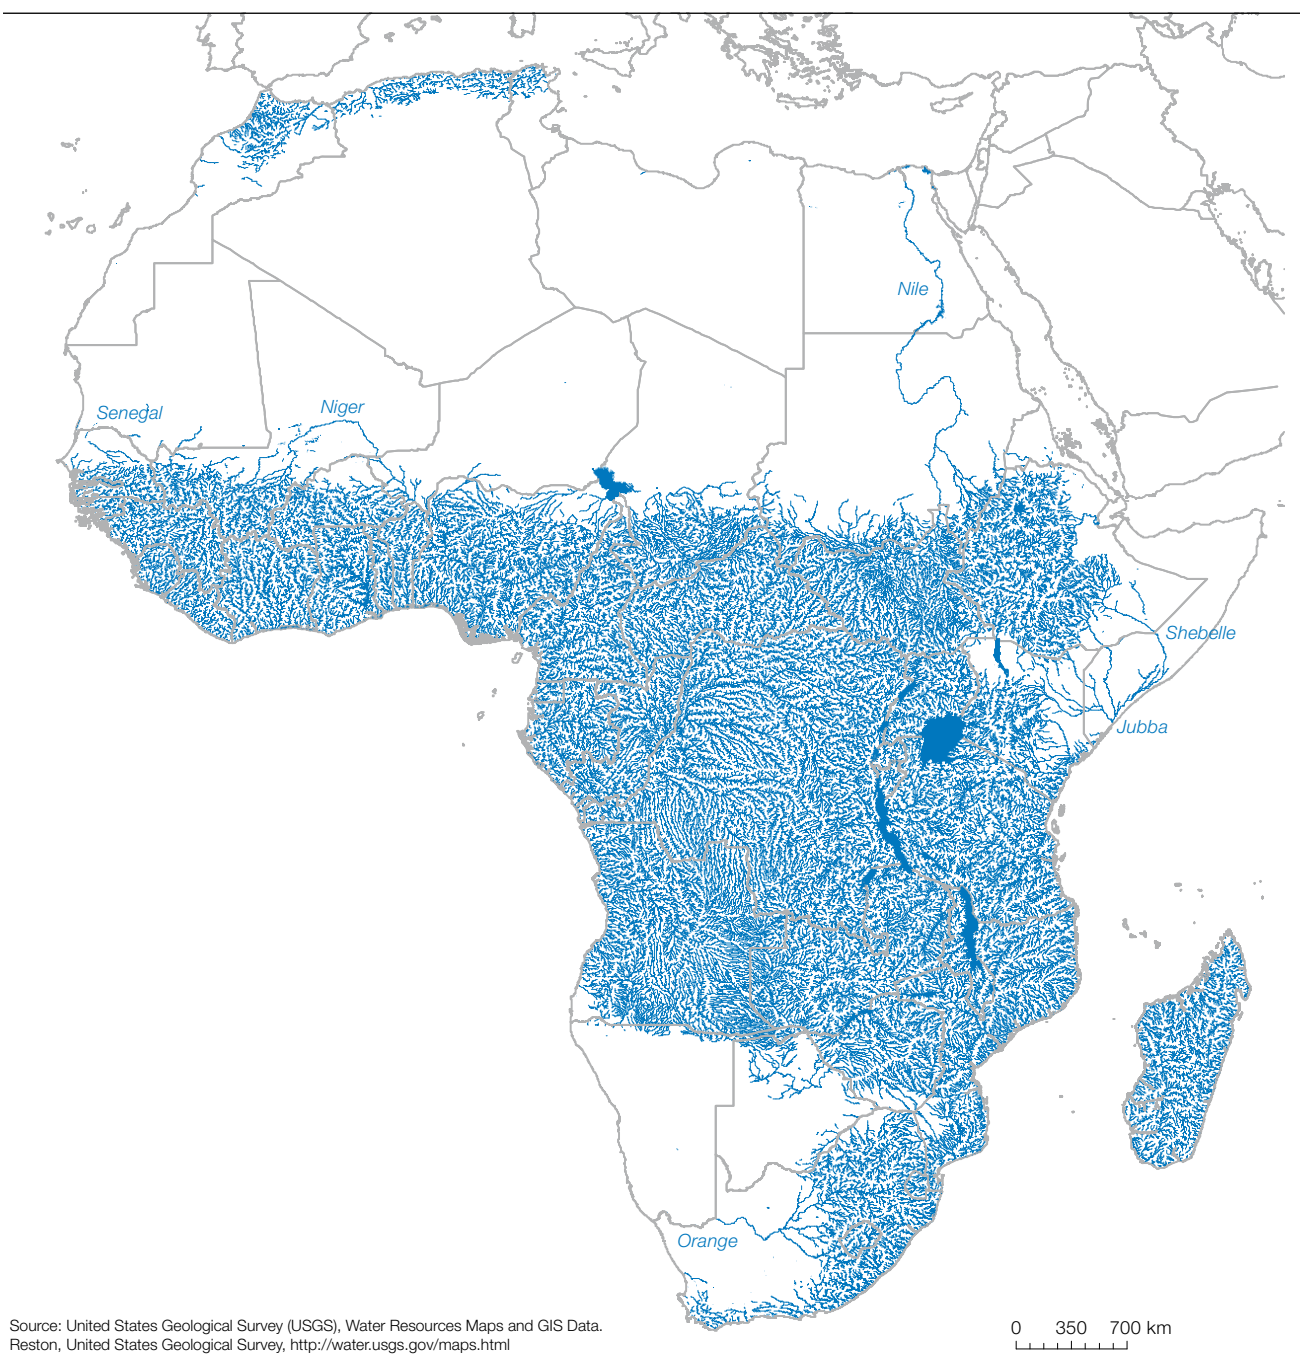 Nile
Senegal
Niger
Shebelle
Jubba
Orange
Source: United States Geological Survey (USGS), Water Resources Maps and GIS Data.
Reston, United States Geological Survey, http://water.usgs.gov/maps.html
0 350 700 km